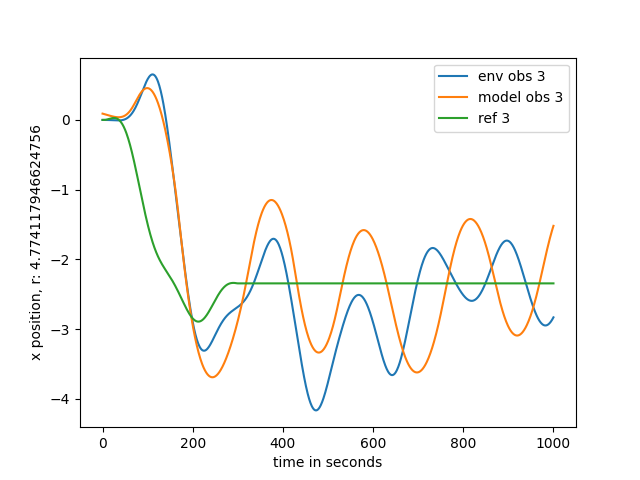 env obs 3
model obs 3
ref 3
0
−1
−2
−3
−4
x position, r: 4.774117946624756
0 200 400 600 800 1000
time in seconds